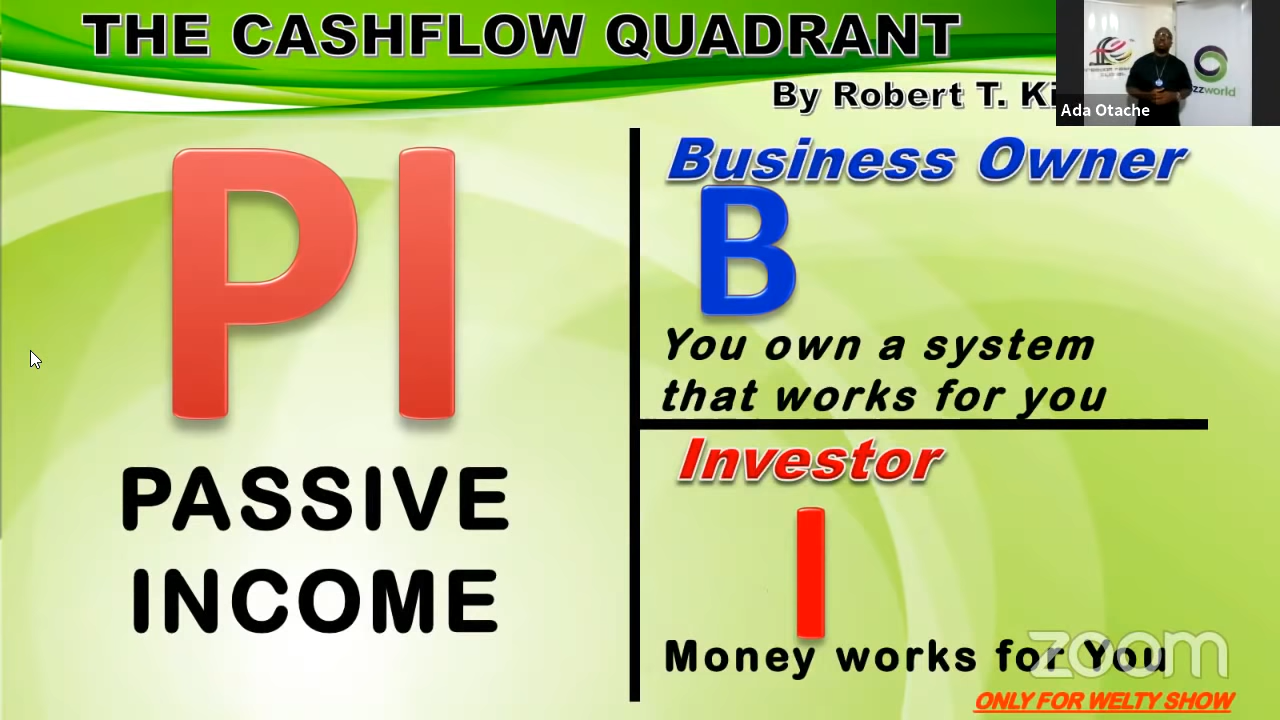 THE CASHFLOW QUADRANT
By Robert T.
Ada Otache
PI
PASSIVE
INCOME
Business Owner
B
You own a system
that works for you
Investor
I
Money works for You
zoom
ONLY FOR WELTY SHOW